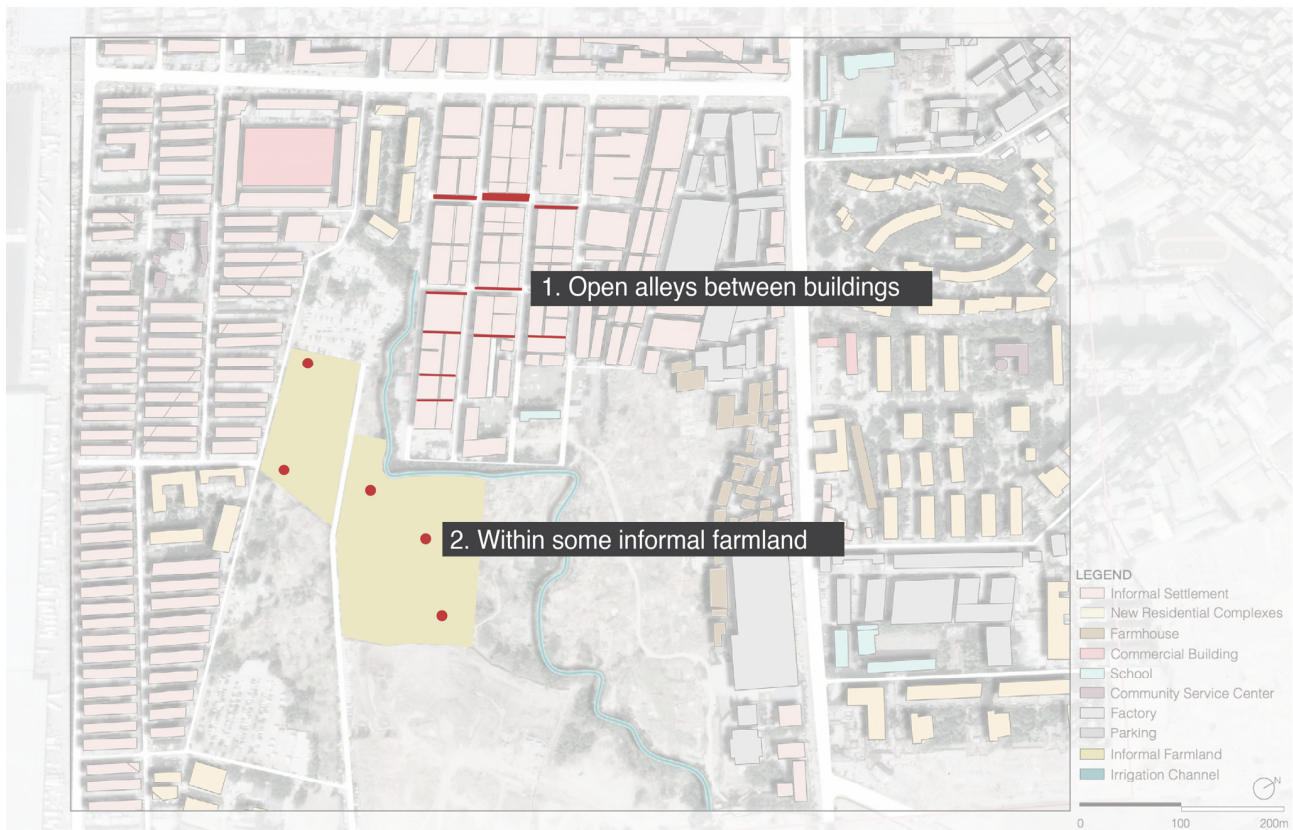 1. Open alleys between buildings
2. Within some informal farmland
LEGEND
Informal Settlement
New Residential Complexes
Farmhouse
Commercial Building
School
Community Service Center
Factory
Parking
Informal Farmland
Irrigation Channel
N
0 100 200m